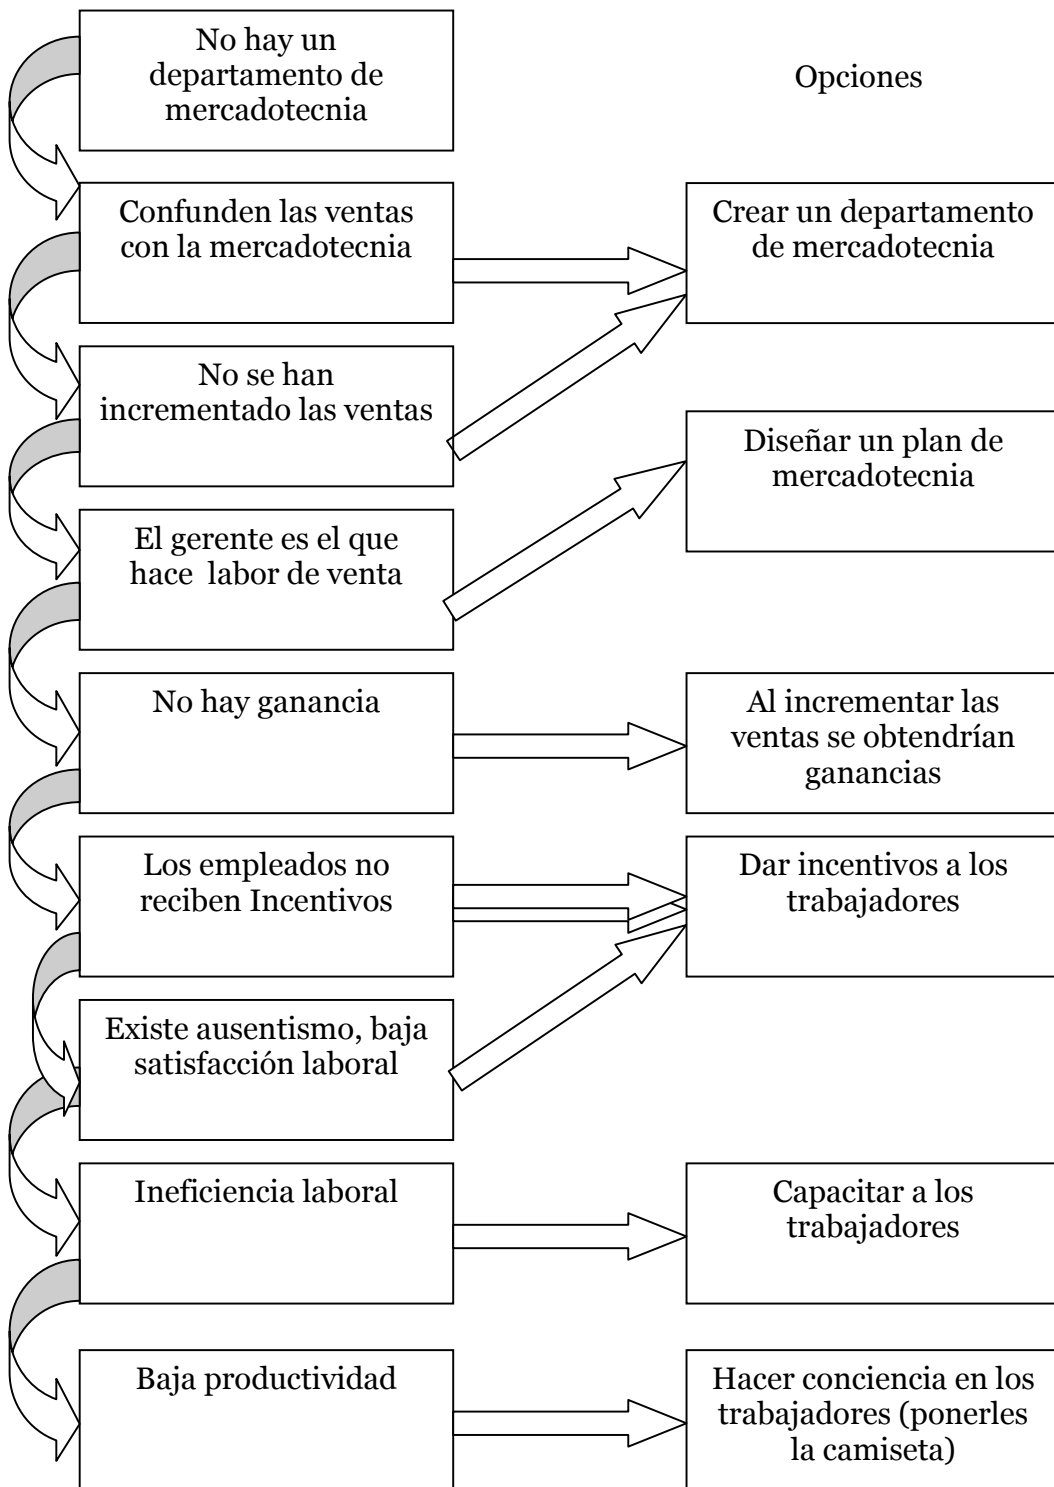 No hay un
departamento de
mercadotecnia
Opciones
Confunden las ventas
con la mercadotecnia
Crear un departamento
de mercadotecnia
No se han
incrementado las ventas
Diseñar un plan de
mercadotecnia
El gerente es el que
hace labor de venta
No hay ganancia
Al incrementar las
ventas se obtendrían
ganancias
Los empleados no
reciben Incentivos
Dar incentivos a los
trabajadores
Existe ausentismo, baja
satisfacción laboral
Ineficiencia laboral
Capacitar a los
trabajadores
Baja productividad
Hacer conciencia en los
trabajadores (ponerles
la camiseta)